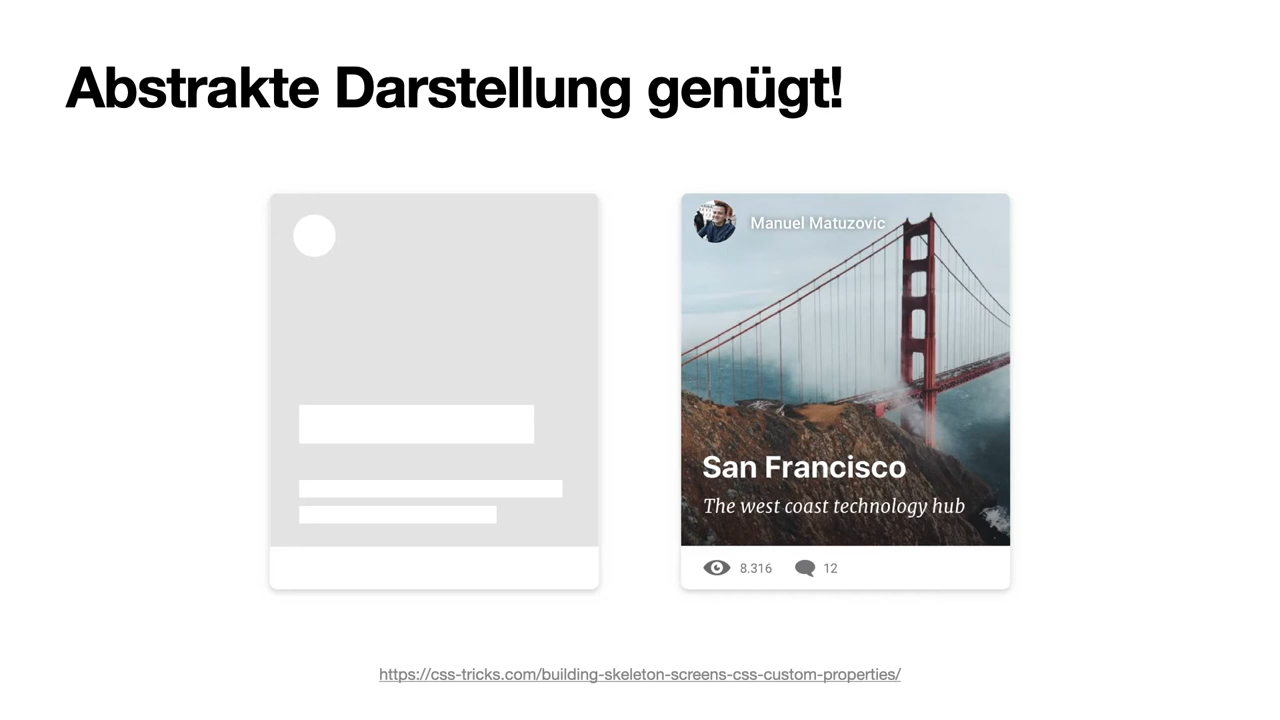 Abstrakte Darstellung genügt!
Manuel Matuzovic
San Francisco
The west coast technology hub
8.316 12
https://css-tricks.com/building-skeleton-screens-css-custom-properties/